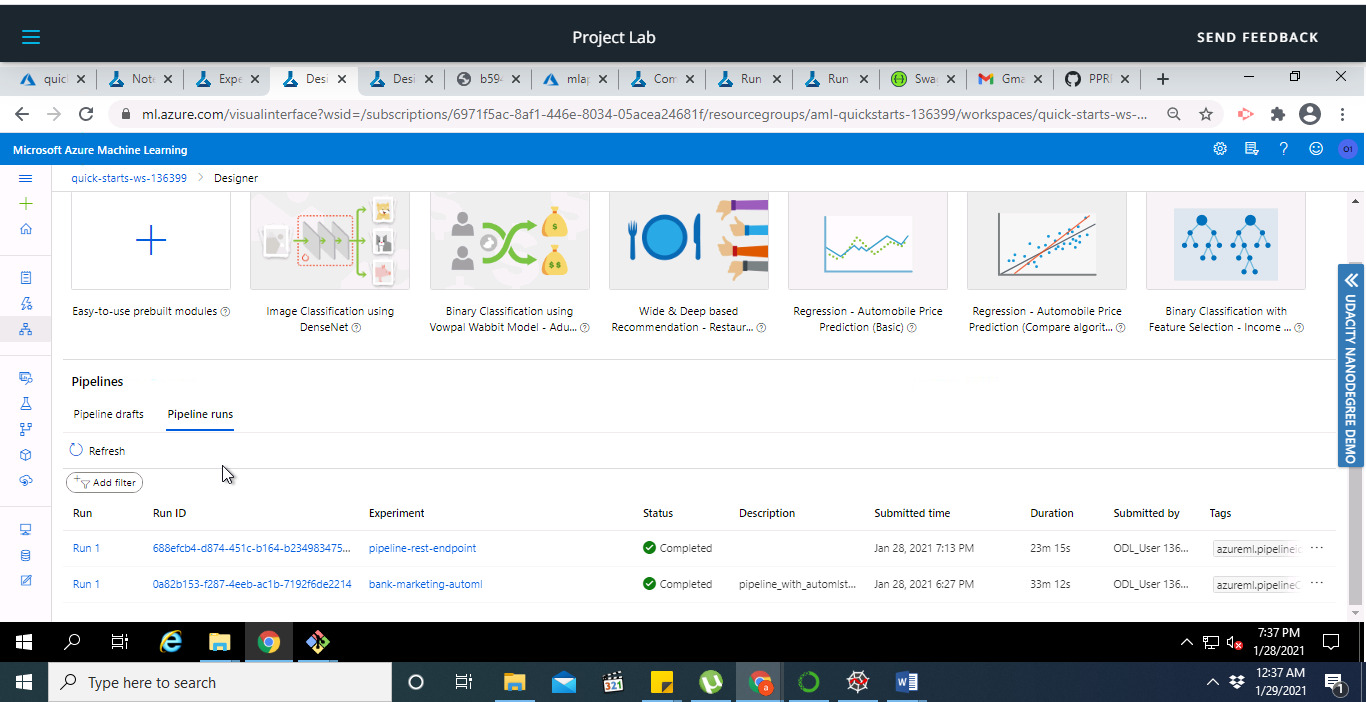 Project Lab
SEND FEEDBACK
quic
Note
Expe
Desi
Desi
b594
mlap
Com
Run
Run
Swag
Gma
PPRI
ml.azure.com/visualinterface?wsid=/subscriptions/6971f5ac-8af1-446e-8034-05acea24681f/resourcegroups/aml-quickstarts-136399/workspaces/quick-starts-ws-...
Microsoft Azure Machine Learning
O1
quick-starts-ws-136399 > Designer
Easy-to-use prebuilt modules
Image Classification using
DenseNet
Binary Classification using
Vowpal Wabbit Model - Adu...
Wide & Deep based
Recommendation - Restaur...
Regression - Automobile Price
Prediction (Basic)
Regression - Automobile Price
Prediction (Compare algorit...
Binary Classification with
Feature Selection - Income ...
UDACITY NANODEGREE DEMO
Pipelines
Pipeline drafts
Pipeline runs
Refresh
Add filter
Run Run ID Experiment Status Description Submitted time Duration Submitted by Tags
Run 1 688efcb4-d874-451c-b164-b234983475... pipeline-rest-endpoint Completed Jan 28, 2021 7:13 PM 23m 15s ODL_User 136... azureml.pipeline
Run 1 0a82b153-f287-4eeb-ac1b-7192f6de2214 bank-marketing-automl Completed pipeline_with_automlst... Jan 28, 2021 6:27 PM 33m 12s ODL_User 136... azureml.pipelineC
7:37 PM
1/28/2021
Type here to search
321
12:37 AM
1/29/2021
1